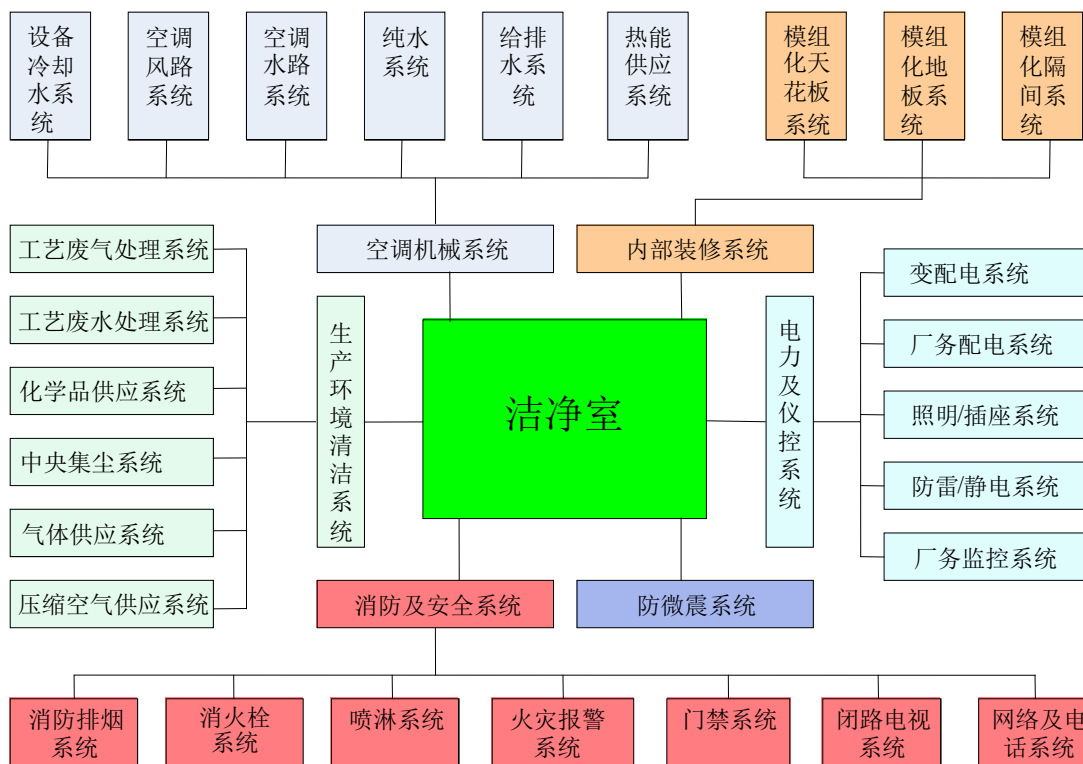 设备
冷却
水系
统
空调
风路
系统
空调
水路
系统
纯水
系统
给排
水系
统
热能
供应
系统
模组
化天
花板
系统
模组
化地
板系
统
模组
化隔
间系
统
工艺废气处理系统
空调机械系统
内部装修系统
变配电系统
工艺废水处理系统
生产环境清洁系统
电力及仪控系统
厂务配电系统
化学品供应系统
洁净室
照明/插座系统
中央集尘系统
防雷/静电系统
气体供应系统
厂务监控系统
压缩空气供应系统
消防及安全系统
防微震系统
消防排烟
系统
消火栓
系统
喷淋系统
火灾报警
系统
门禁系统
闭路电视
系统
网络及电
话系统